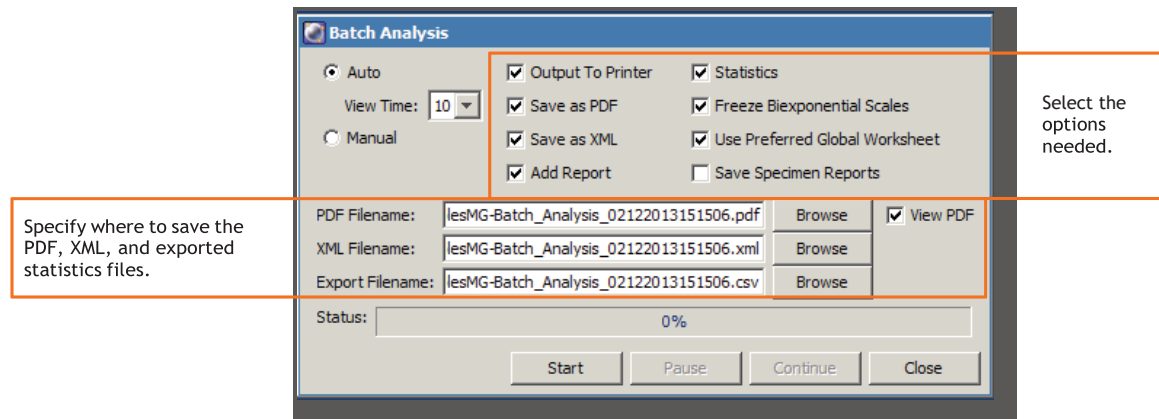 Batch Analysis
Auto
View Time: 10
Manual
Output To Printer
Save as PDF
Save as XML
Add Report
Statistics
Freeze Biexponential Scales
Use Preferred Global Worksheet
Save Specimen Reports
Select the
options
needed.
Specify where to save the
PDF, XML, and exported
statistics files.
PDF Filename: lesMG-Batch_Analysis_02122013151506.pdf Browse View PDF
XML Filename: lesMG-Batch_Analysis_02122013151506.xml Browse
Export Filename: lesMG-Batch_Analysis_02122013151506.csv Browse
Status: 0%
Start Pause Continue Close